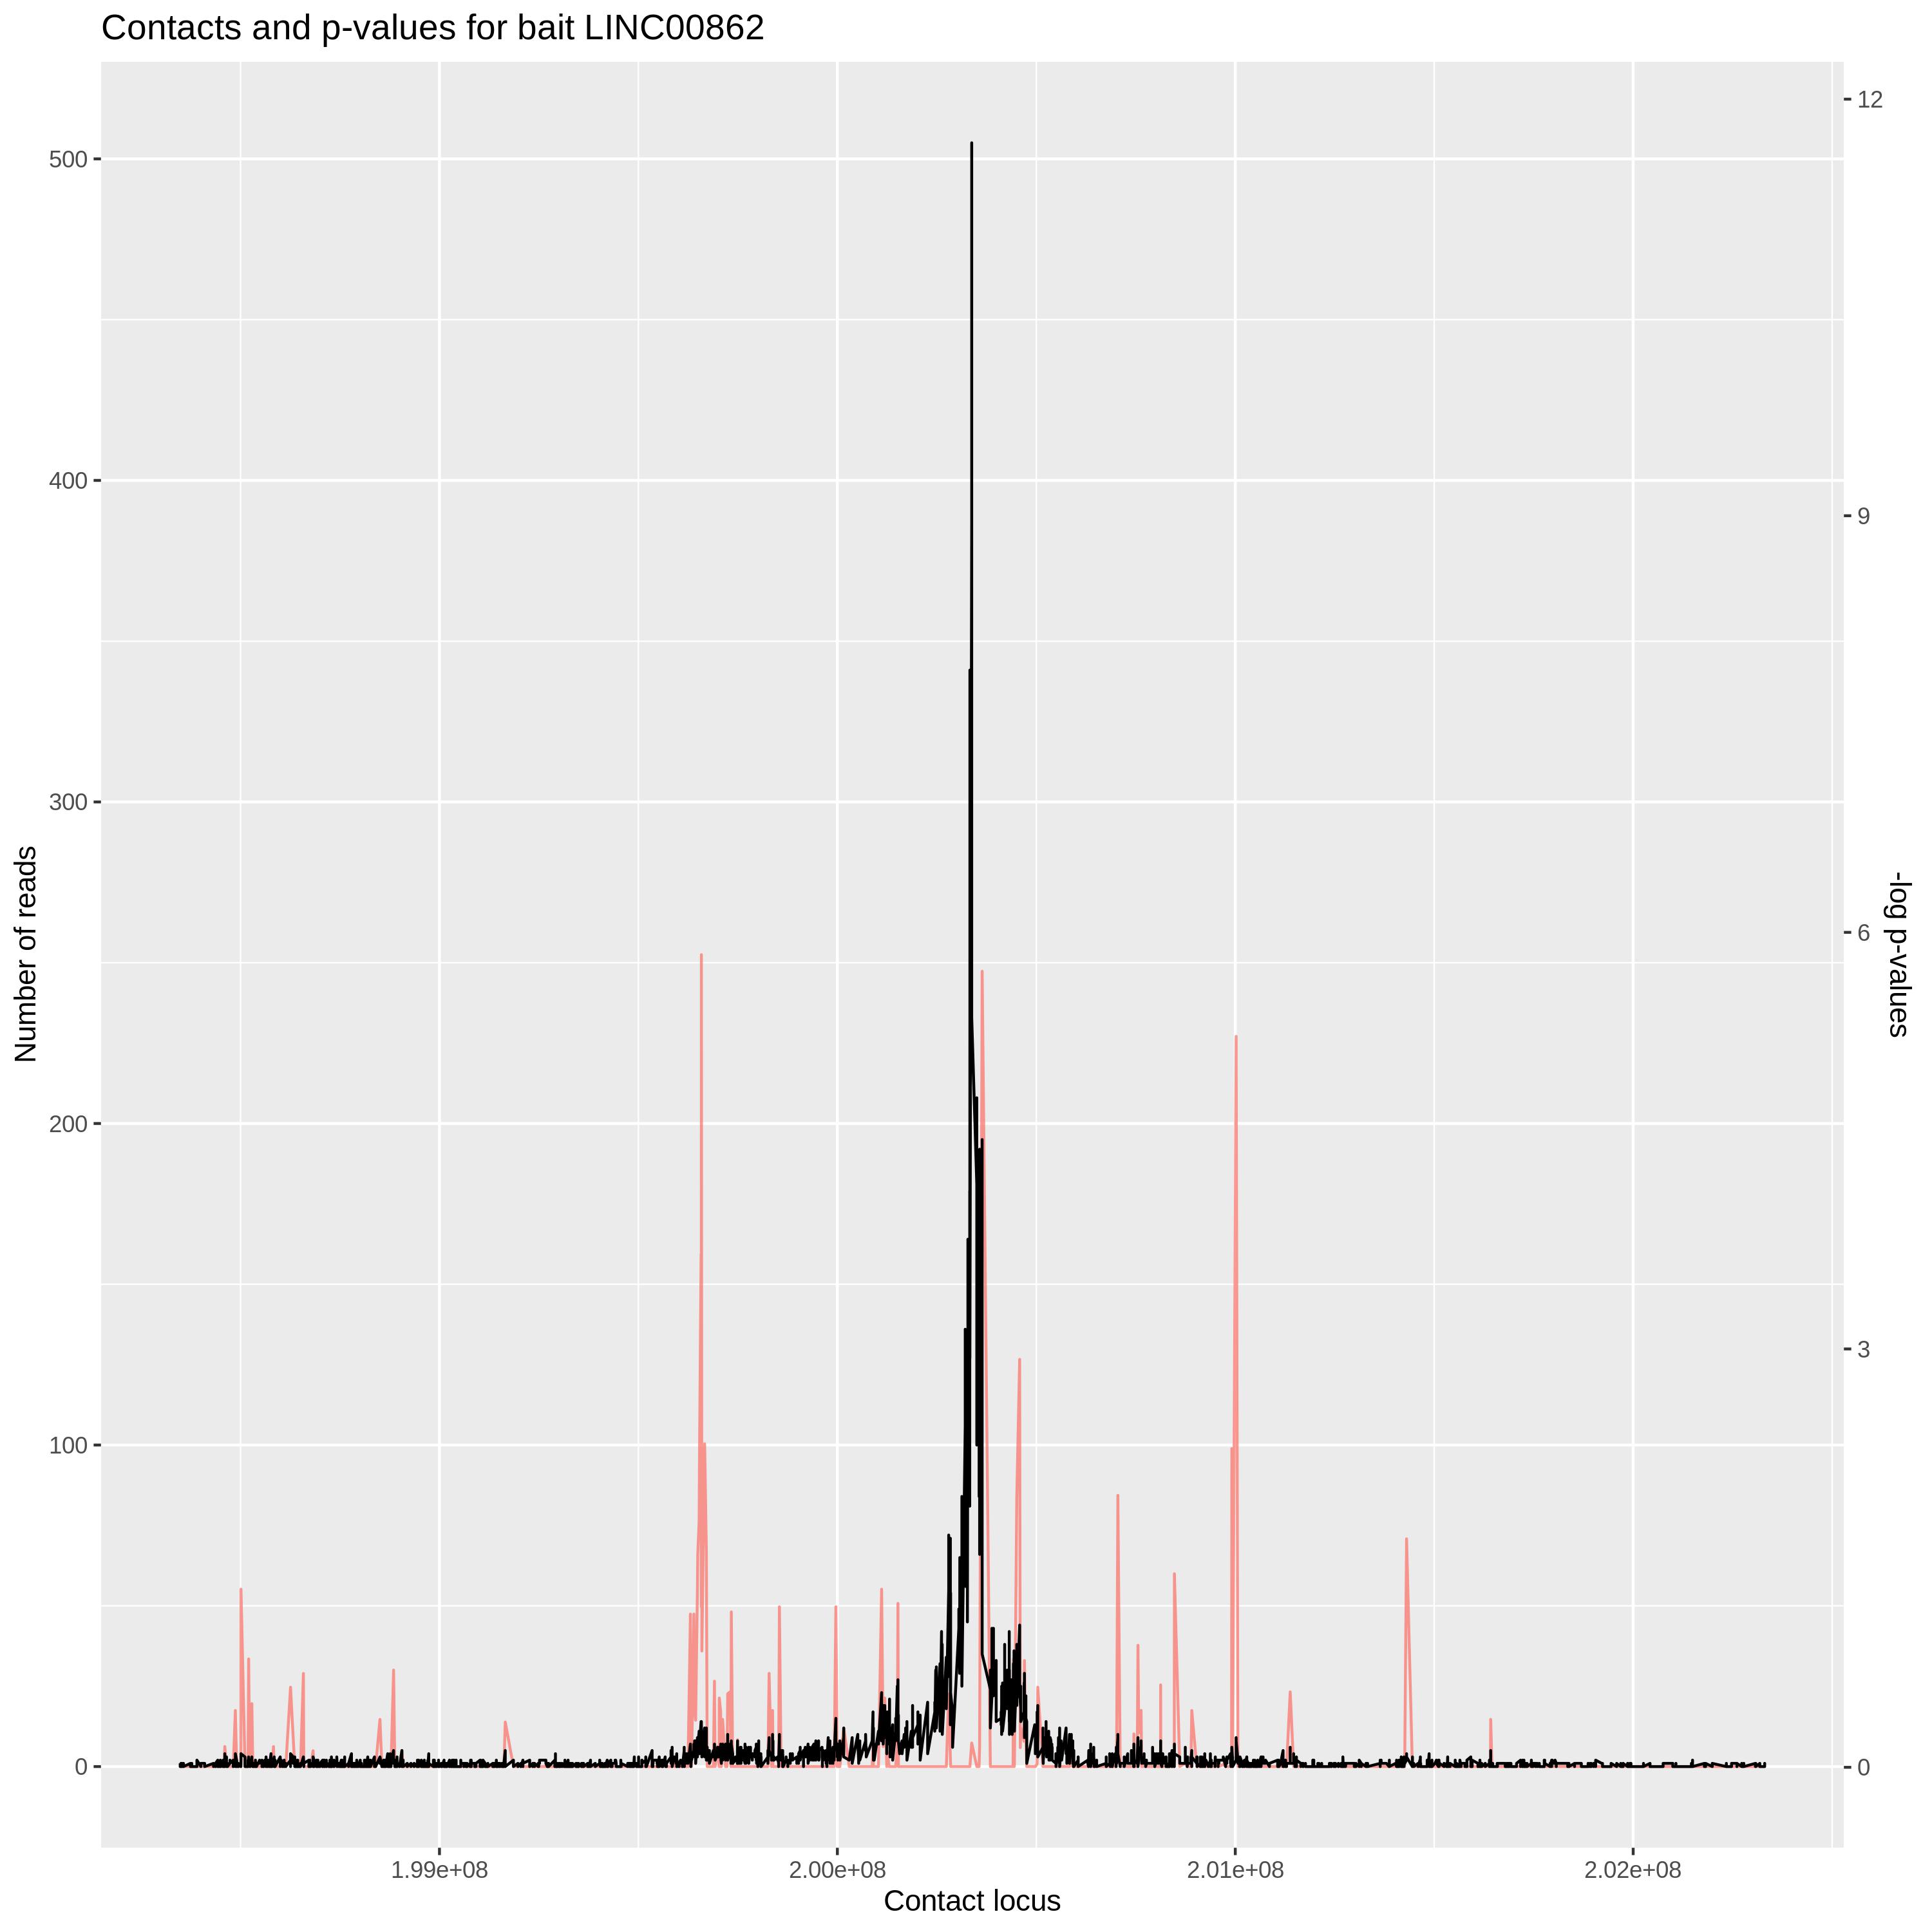 Contacts and p-values for bait LINC00862
500
400
300
200
100
0
Number of reads
12
9
6
3
0
-log p-values
1.99e+08 2.00e+08 2.01e+08 2.02e+08
Contact locus